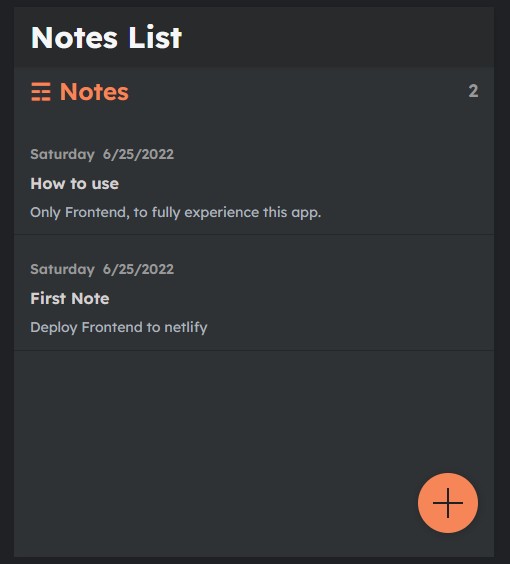 Notes List
☶ Notes
2
Saturday 6/25/2022
How to use
Only Frontend, to fully experience this app.
Saturday 6/25/2022
First Note
Deploy Frontend to netlify